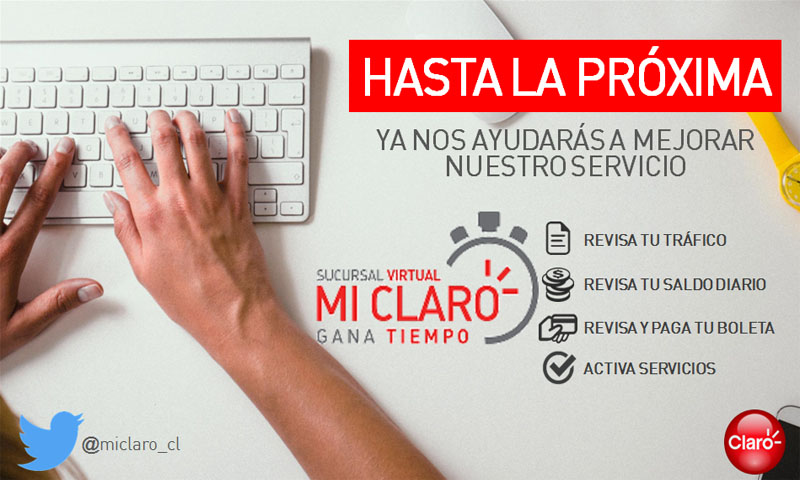 HASTA LA PRÓXIMA
YA NOS AYUDARÁS A MEJORAR
NUESTRO SERVICIO
SUCURSAL VIRTUAL
MI CLARO
GANA TIEMPO
REVISA TU TRÁFICO
REVISA TU SALDO DIARIO
REVISA Y PAGA TU BOLETA
ACTIVA SERVICIOS
@miclaro_cl
Claro